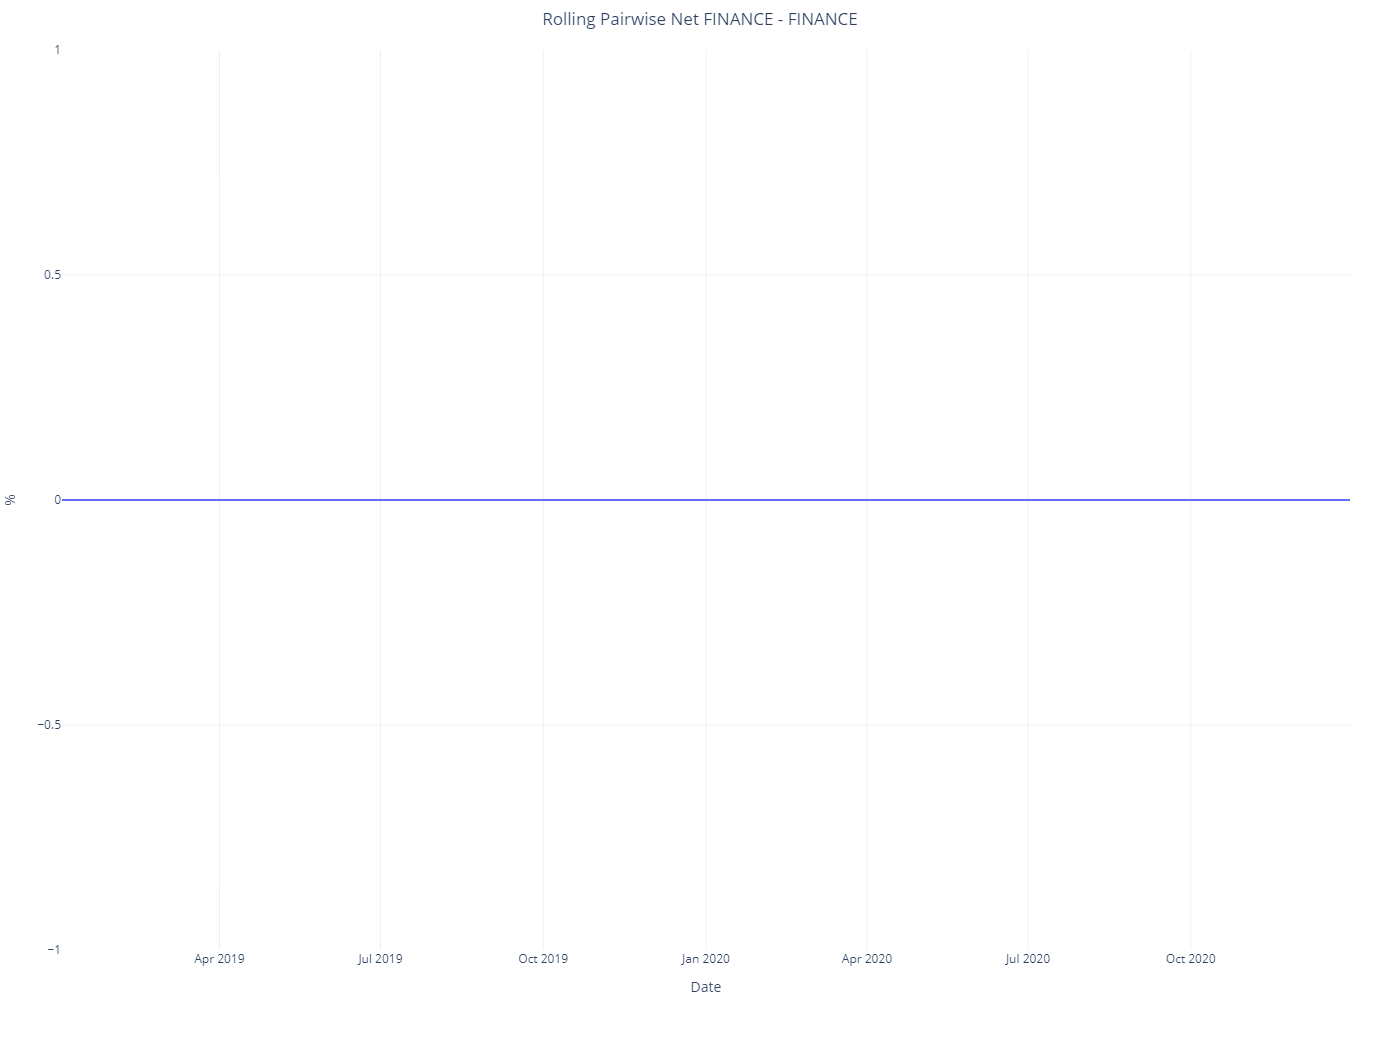 Rolling Pairwise Net FINANCE - FINANCE
1
0.5
0
−0.5
−1
%
Apr 2019
Jul 2019
Oct 2019
Jan 2020
Apr 2020
Jul 2020
Oct 2020
Date